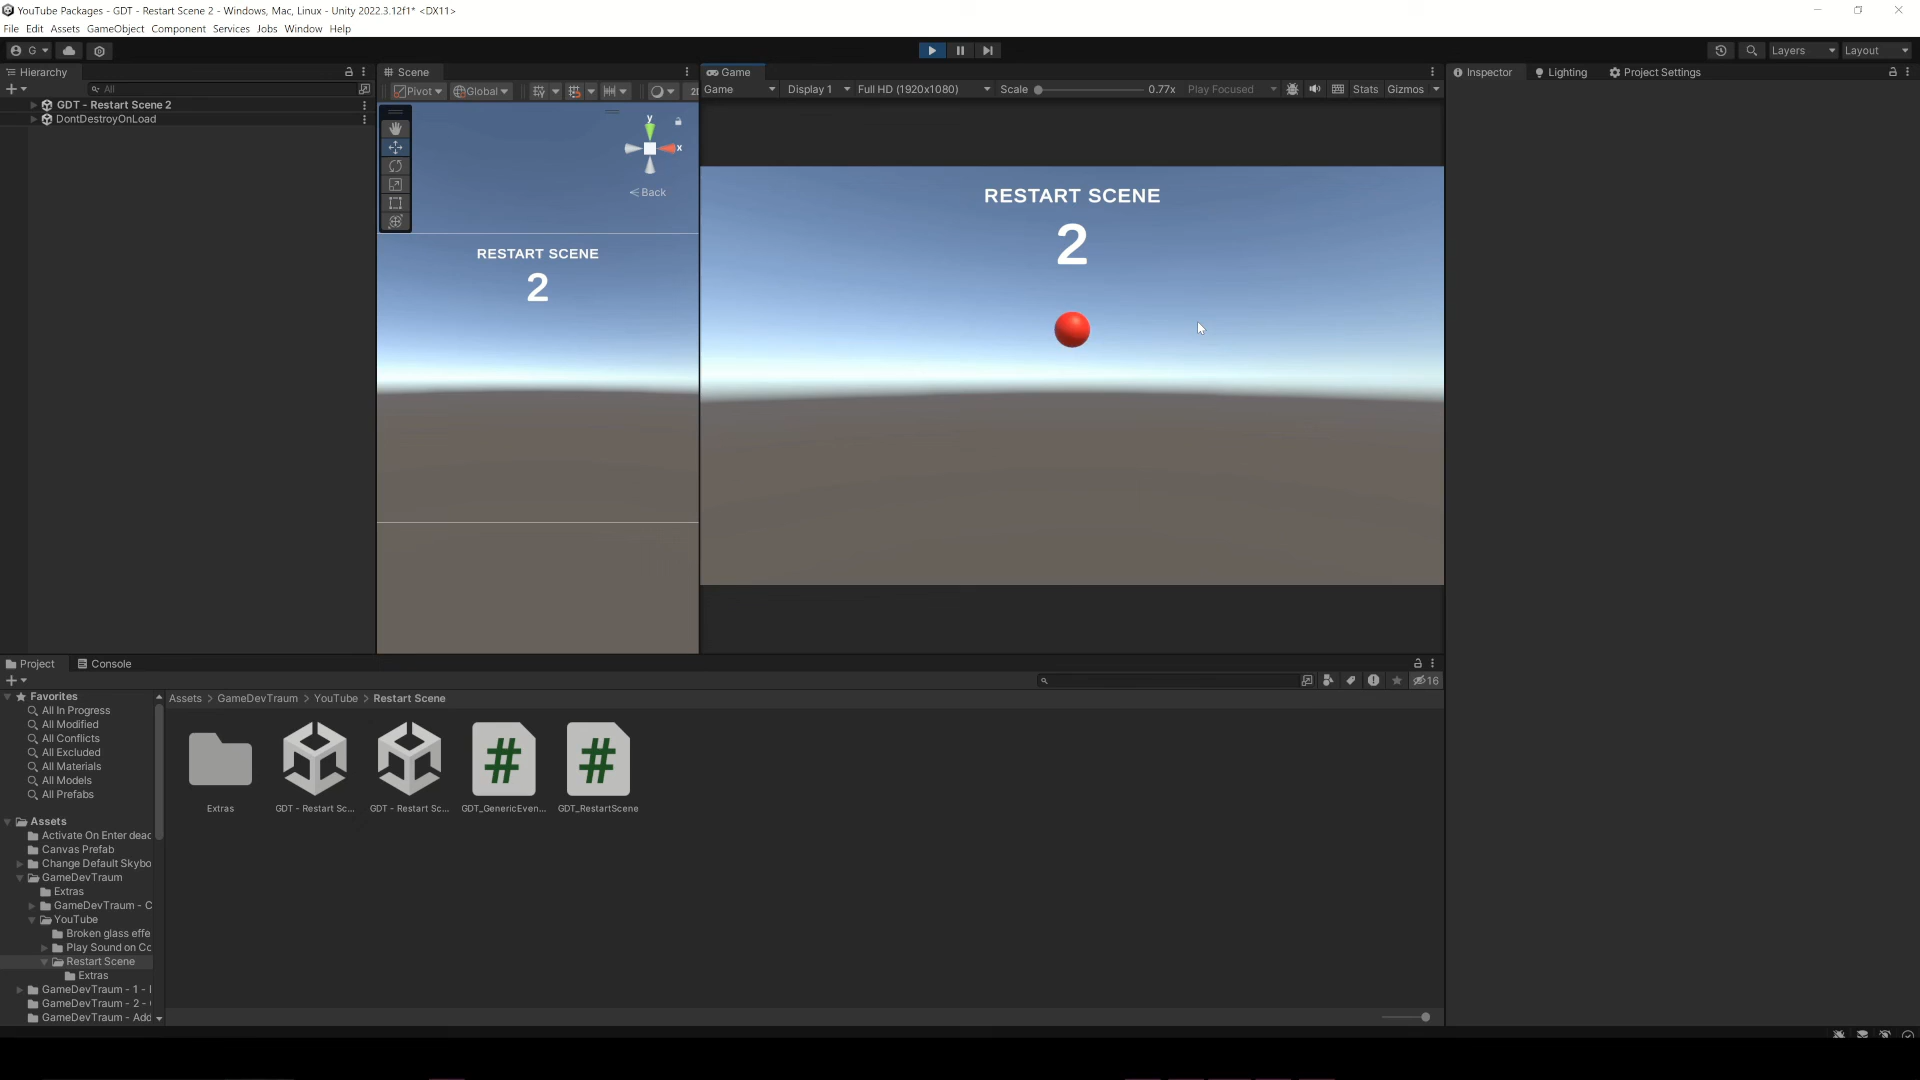 YouTube Packages - GDT - Restart Scene 2 - Windows, Mac, Linux - Unity 2022.3.12f1* <DX11>
File Edit Assets GameObject Component Services Jobs Window Help
G Layers Layout
Hierarchy
All
GDT - Restart Scene 2
DontDestroyOnLoad
Scene
Pivot Global 2D
y
x
Back
RESTART SCENE
2
Game
Game Display 1 Full HD (1920x1080) Scale 0.77x Play Focused Stats Gizmos
RESTART SCENE
2
Inspector Lighting Project Settings
Project Console
16
Favorites
All In Progress
All Modified
All Conflicts
All Excluded
All Materials
All Models
All Prefabs
Assets
Activate On Enter deac
Canvas Prefab
Change Default Skybo
GameDevTraum
Extras
GameDevTraum - C
YouTube
Broken glass effe
Play Sound on Co
Restart Scene
Extras
GameDevTraum - 1 - I
GameDevTraum - 2 -
GameDevTraum - Add
Assets > GameDevTraum > YouTube > Restart Scene
Extras
GDT - Restart Sc...
GDT - Restart Sc...
GDT_GenericEven...
GDT_RestartScene